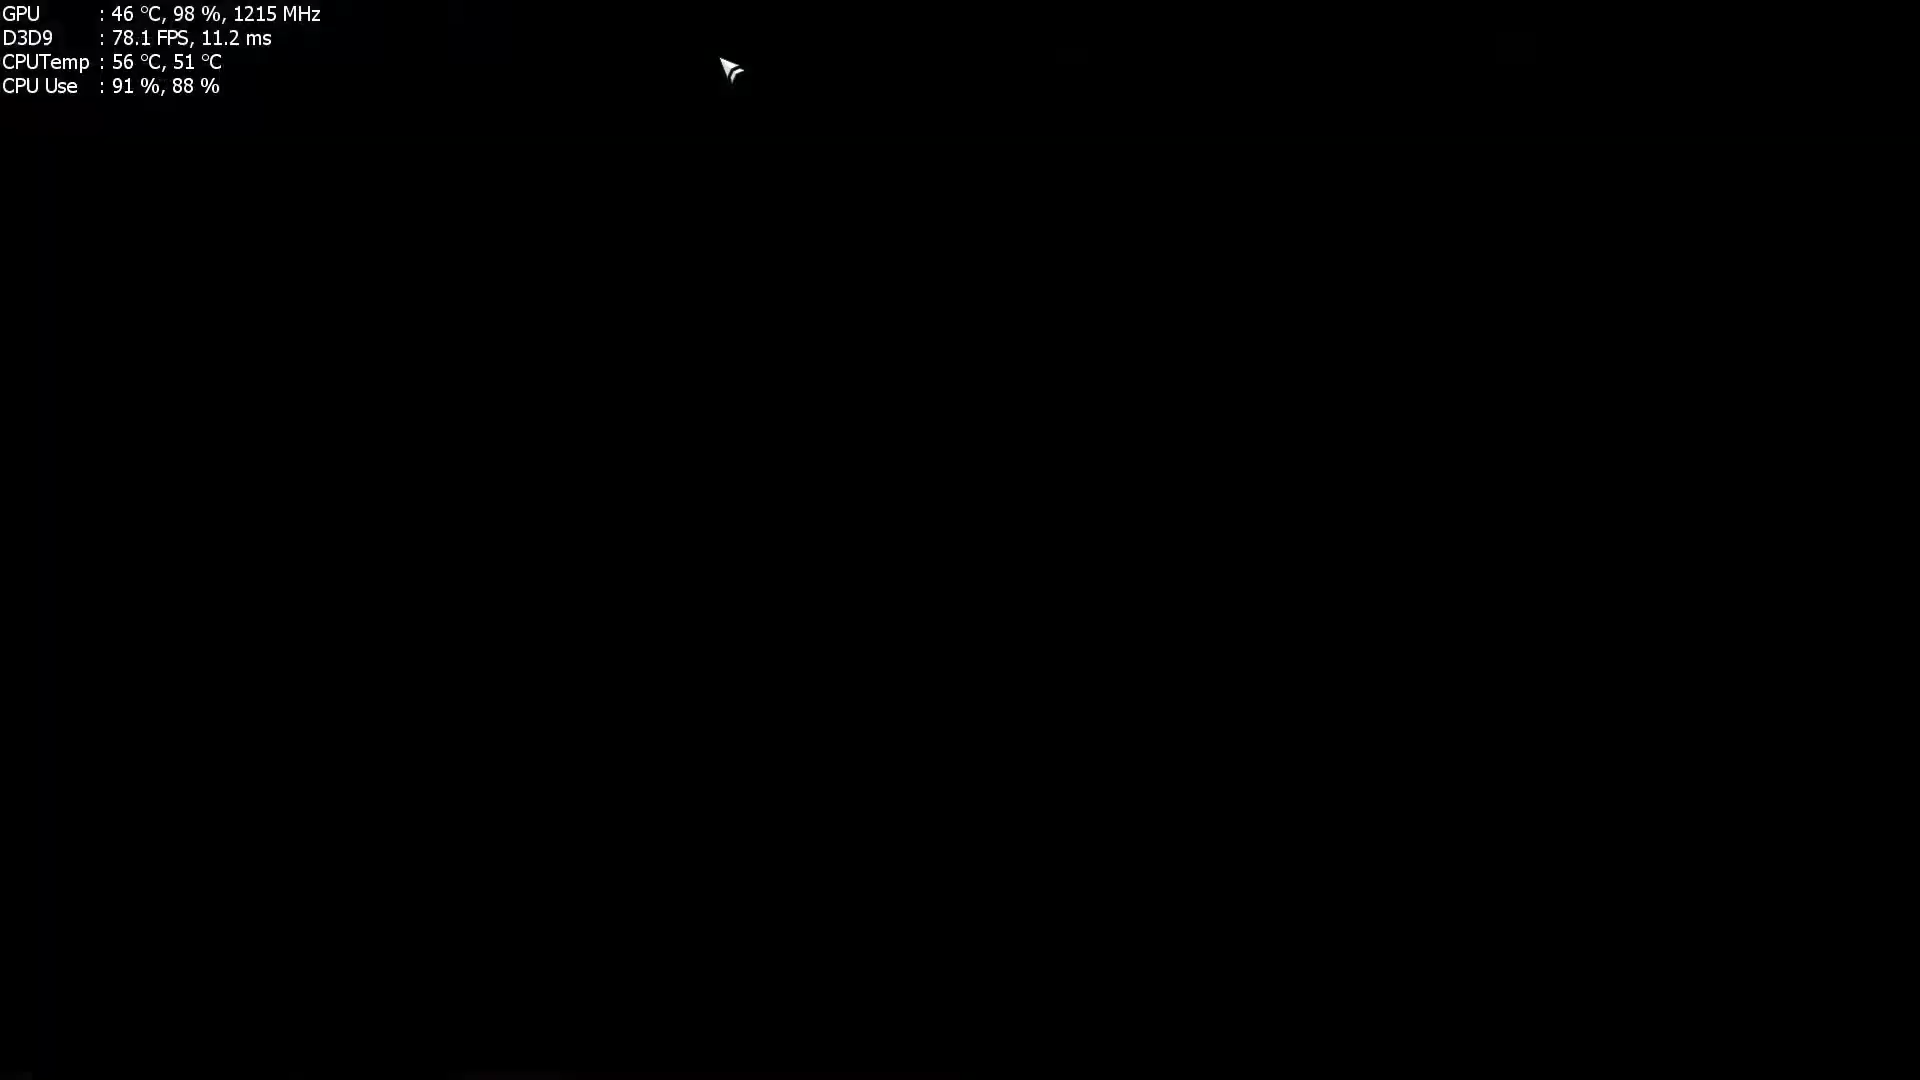 GPU : 46 °C, 98 %, 1215 MHz
D3D9 : 78.1 FPS, 11.2 ms
CPUTemp : 56 °C, 51 °C
CPU Use : 91 %, 88 %